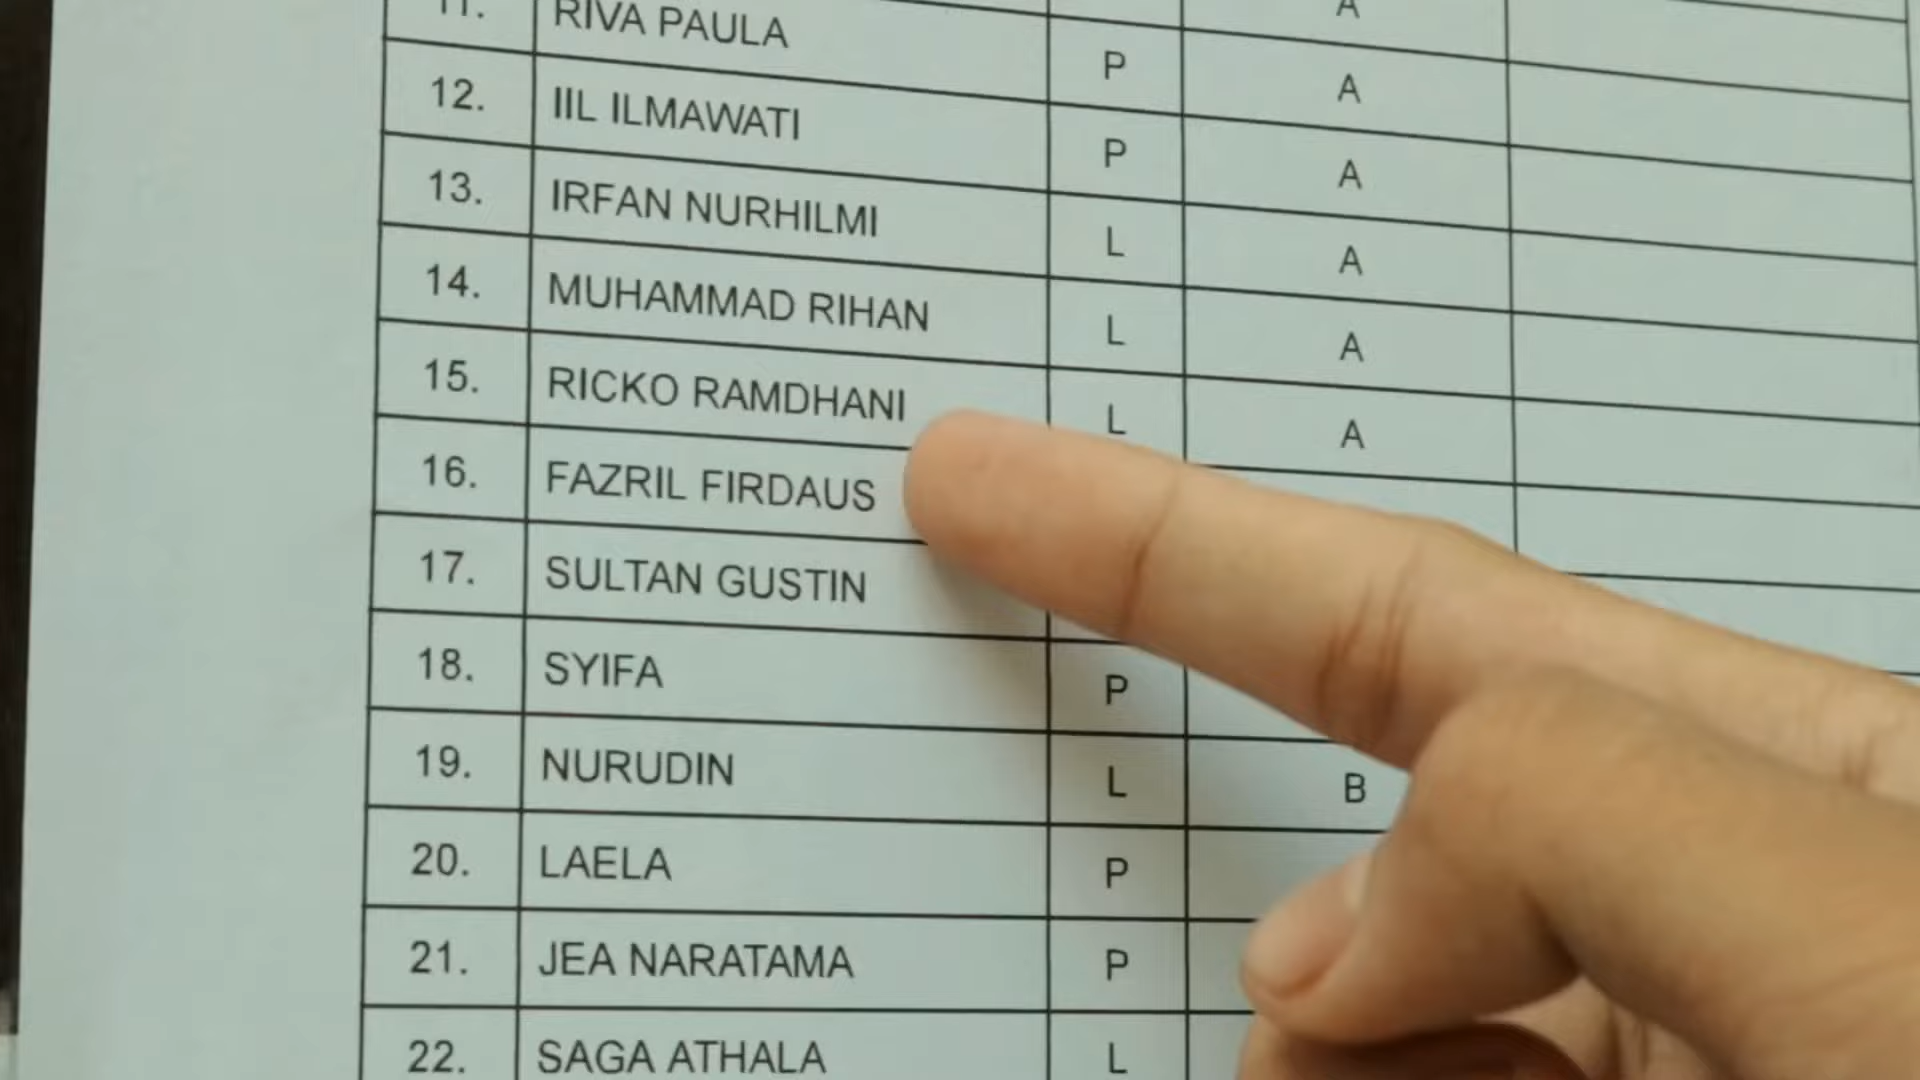 A
11. RIVA PAULA P A
12. IIL ILMAWATI P A
13. IRFAN NURHILMI L A
14. MUHAMMAD RIHAN L A
15. RICKO RAMDHANI L A
16. FAZRIL FIRDAUS
17. SULTAN GUSTIN
18. SYIFA P
19. NURUDIN L B
20. LAELA P
21. JEA NARATAMA P
22. SAGA ATHALA L